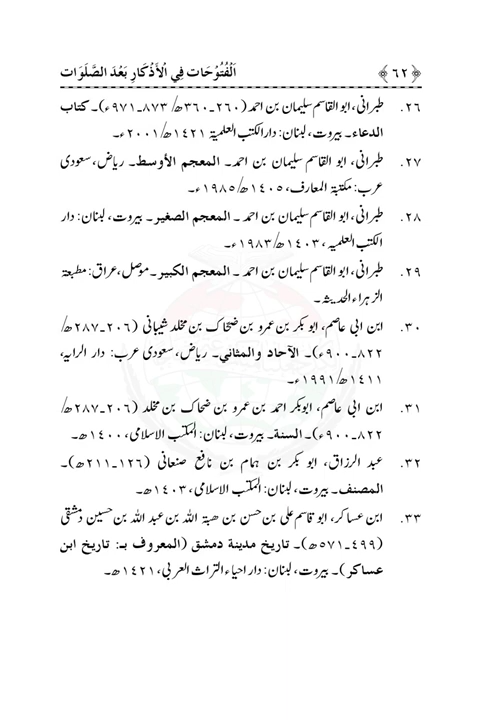 ﴿٦٢﴾ اَلْفُتُوْحَات فِي الْأَذْكَارِ بَعْدَ الصَّلَوَات
٢٦۔ طبرانی، ابو القاسم سلیمان بن احمد (٢٦٠۔٣٦٠ھ/ ٨٧٣۔٩٧١ء)۔ کتاب
الدعاء۔ بیروت، لبنان: دار الکتب العلمیۃ ١٤٢١ھ/٢٠٠١ء۔
٢٧۔ طبرانی، ابو القاسم سلیمان بن احمد۔ المعجم الأوسط۔ ریاض، سعودی
عرب: مکتبۃ المعارف، ١٤٠٥ھ/١٩٨٥ء۔
٢٨۔ طبرانی، ابو القاسم سلیمان بن احمد ۔ المعجم الصغیر۔ بیروت، لبنان: دار
الکتب العلمیہ، ١٤٠٣ھ/١٩٨٣ء۔
٢٩۔ طبرانی، ابو القاسم سلیمان بن احمد ۔ المعجم الکبیر۔ موصل، عراق: مطبعۃ
الزہراء الحدیثہ۔
٣٠۔ ابن ابی عاصم، ابو بکر بن عمرو بن ضحاک بن مخلد شیبانی (٢٠٦۔٢٨٧ھ/
٨٢٢۔٩٠٠ء)۔ الآحاد والمثاني۔ ریاض، سعودی عرب: دار الرایہ،
١٤١١ھ/١٩٩١ء۔
٣١۔ ابن ابی عاصم، ابوبکر احمد بن عمرو بن ضحاک بن مخلد (٢٠٦۔٢٨٧ھ/
٨٢٢۔٩٠٠ء)۔ السنة۔ بیروت، لبنان: المکتب الاسلامی، ١٤٠٠ھ۔
٣٢۔ عبد الرزاق، ابو بکر بن ہمام بن نافع صنعانی (١٢٦۔٢١١ھ)۔
المصنف۔ بیروت، لبنان: المکتب الاسلامی، ١٤٠٣ھ۔
٣٣۔ ابن عساکر، ابو قاسم علی بن حسن بن ھبۃ اللہ بن عبد اللہ بن حسین دمشقی
(٤٩٩۔٥٧١ھ)۔ تاریخ مدینة دمشق (المعروف بـ: تاریخ ابن
عساکر)۔ بیروت، لبنان: دار احیاء التراث العربی، ١٤٢١ھ۔